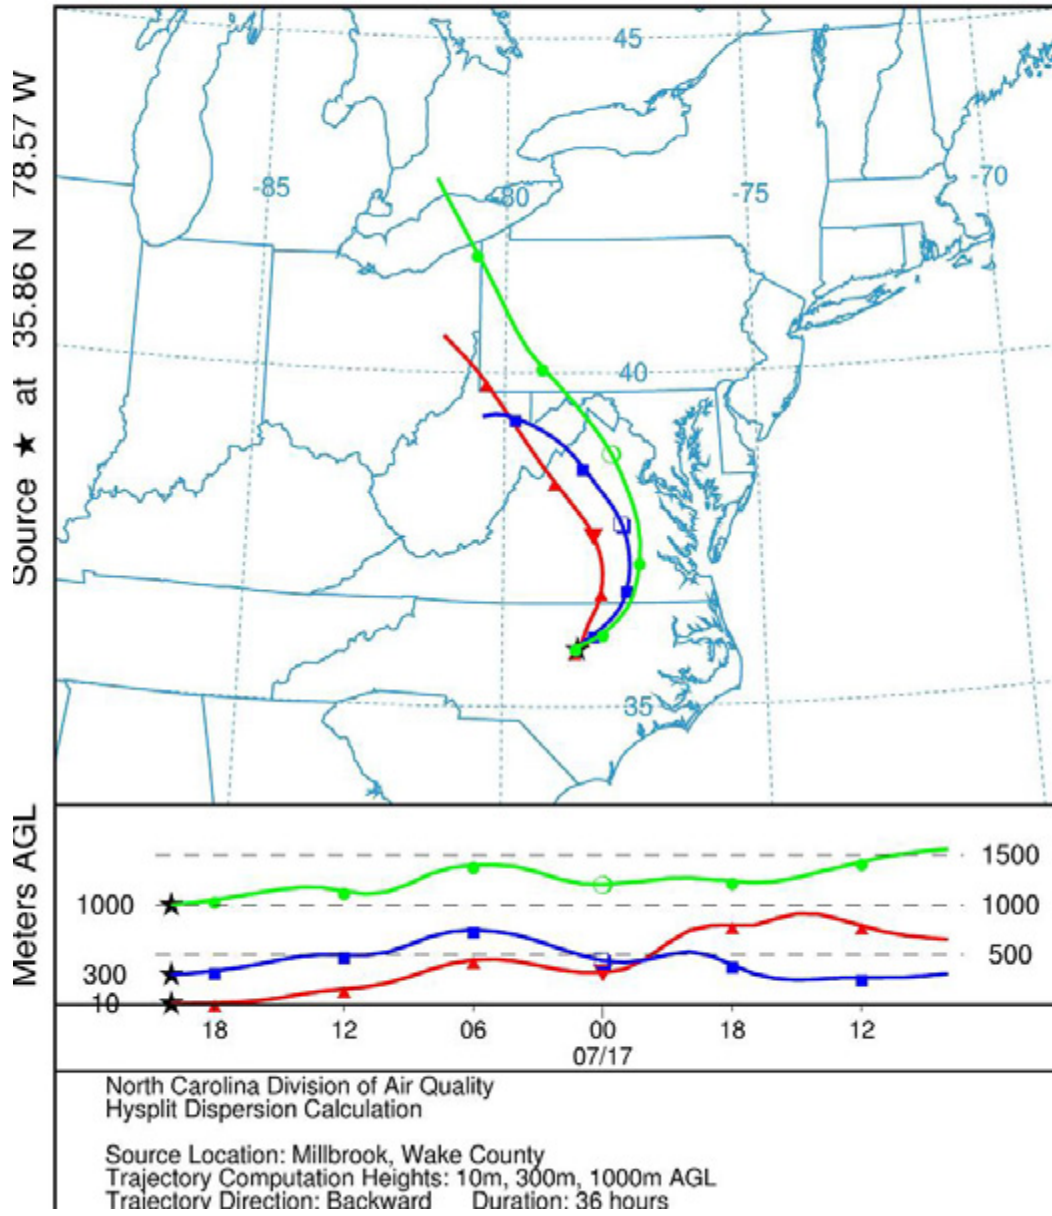 Source ★ at 35.86 N 78.57 W
45
-85
-80
-75
-70
40
35
Meters AGL
1500
1000
1000
500
300
10
18
12
06
00
18
12
07/17
North Carolina Division of Air Quality
Hysplit Dispersion Calculation
Source Location: Millbrook, Wake County
Trajectory Computation Heights: 10m, 300m, 1000m AGL
Trajectory Direction: Backward Duration: 36 hours